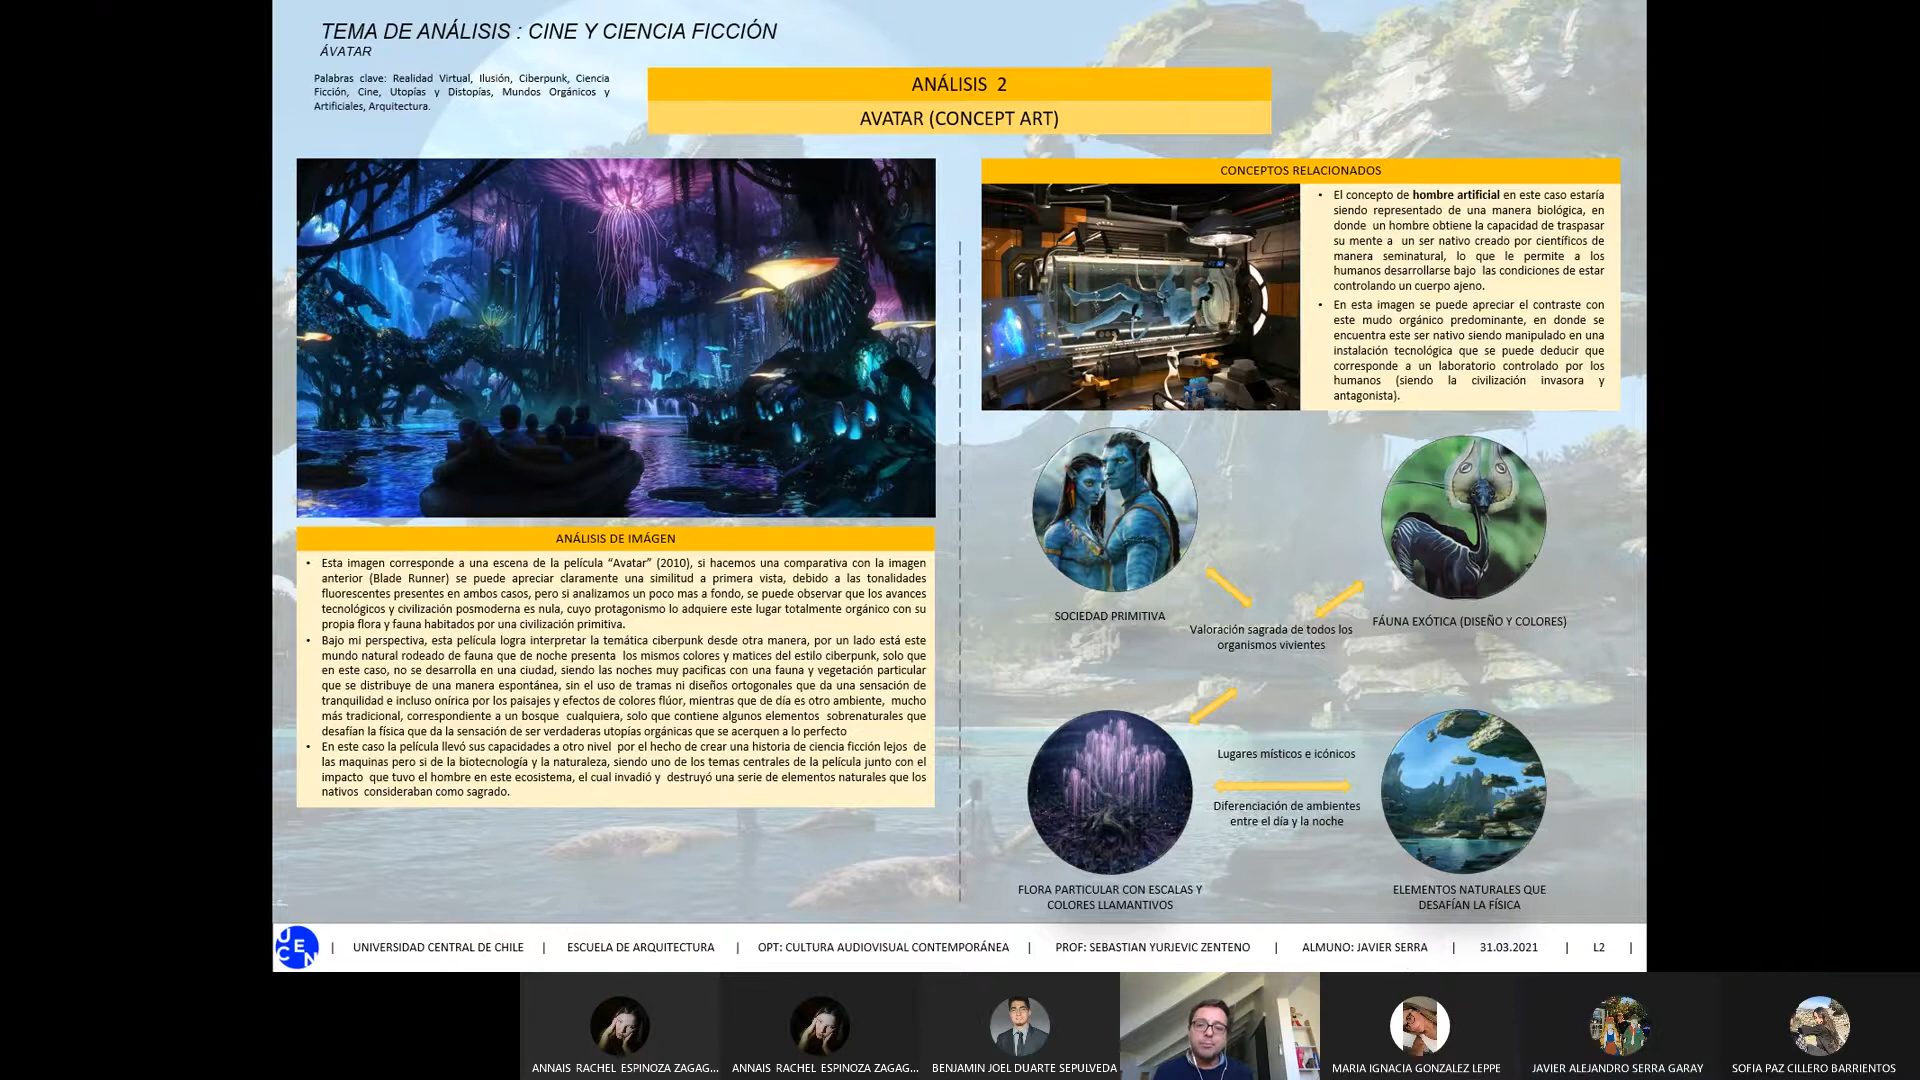 TEMA DE ANÁLISIS : CINE Y CIENCIA FICCIÓN
ÁVATAR
Palabras clave: Realidad Virtual, Ilusión, Ciberpunk, Ciencia
Ficción, Cine, Utopías y Distopías, Mundos Orgánicos y
Artificiales, Arquitectura.
ANÁLISIS 2
AVATAR (CONCEPT ART)
ANÁLISIS DE IMÁGEN
• Esta imagen corresponde a una escena de la película “Avatar” (2010), si hacemos una comparativa con la imagen
anterior (Blade Runner) se puede apreciar claramente una similitud a primera vista, debido a las tonalidades
fluorescentes presentes en ambos casos, pero si analizamos un poco mas a fondo, se puede observar que los avances
tecnológicos y civilización posmoderna es nula, cuyo protagonismo lo adquiere este lugar totalmente orgánico con su
propia flora y fauna habitados por una civilización primitiva.
• Bajo mi perspectiva, esta película logra interpretar la temática ciberpunk desde otra manera, por un lado está este
mundo natural rodeado de fauna que de noche presenta los mismos colores y matices del estilo ciberpunk, solo que
en este caso, no se desarrolla en una ciudad, siendo las noches muy pacificas con una fauna y vegetación particular
que se distribuye de una manera espontánea, sin el uso de tramas ni diseños ortogonales que da una sensación de
tranquilidad e incluso onírica por los paisajes y efectos de colores flúor, mientras que de día es otro ambiente, mucho
más tradicional, correspondiente a un bosque cualquiera, solo que contiene algunos elementos sobrenaturales que
desafían la física que da la sensación de ser verdaderas utopías orgánicas que se acerquen a lo perfecto
• En este caso la película llevó sus capacidades a otro nivel por el hecho de crear una historia de ciencia ficción lejos de
las maquinas pero si de la biotecnología y la naturaleza, siendo uno de los temas centrales de la película junto con el
impacto que tuvo el hombre en este ecosistema, el cual invadió y destruyó una serie de elementos naturales que los
nativos consideraban como sagrado.
CONCEPTOS RELACIONADOS
• El concepto de hombre artificial en este caso estaría
siendo representado de una manera biológica, en
donde un hombre obtiene la capacidad de traspasar
su mente a un ser nativo creado por científicos de
manera seminatural, lo que le permite a los
humanos desarrollarse bajo las condiciones de estar
controlando un cuerpo ajeno.
• En esta imagen se puede apreciar el contraste con
este mudo orgánico predominante, en donde se
encuentra este ser nativo siendo manipulado en una
instalación tecnológica que se puede deducir que
corresponde a un laboratorio controlado por los
humanos (siendo la civilización invasora y
antagonista).
SOCIEDAD PRIMITIVA
FÁUNA EXÓTICA (DISEÑO Y COLORES)
Valoración sagrada de todos los
organismos vivientes
Lugares místicos e icónicos
Diferenciación de ambientes
entre el día y la noche
FLORA PARTICULAR CON ESCALAS Y
COLORES LLAMANTIVOS
ELEMENTOS NATURALES QUE
DESAFÍAN LA FÍSICA
UCEN | UNIVERSIDAD CENTRAL DE CHILE | ESCUELA DE ARQUITECTURA | OPT: CULTURA AUDIOVISUAL CONTEMPORÁNEA | PROF: SEBASTIAN YURJEVIC ZENTENO | ALMUNO: JAVIER SERRA | 31.03.2021 | L2 |
ANNAIS RACHEL ESPINOZA ZAGAG...
ANNAIS RACHEL ESPINOZA ZAGAG...
BENJAMIN JOEL DUARTE SEPULVEDA
MARIA IGNACIA GONZALEZ LEPPE
JAVIER ALEJANDRO SERRA GARAY
SOFIA PAZ CILLERO BARRIENTOS